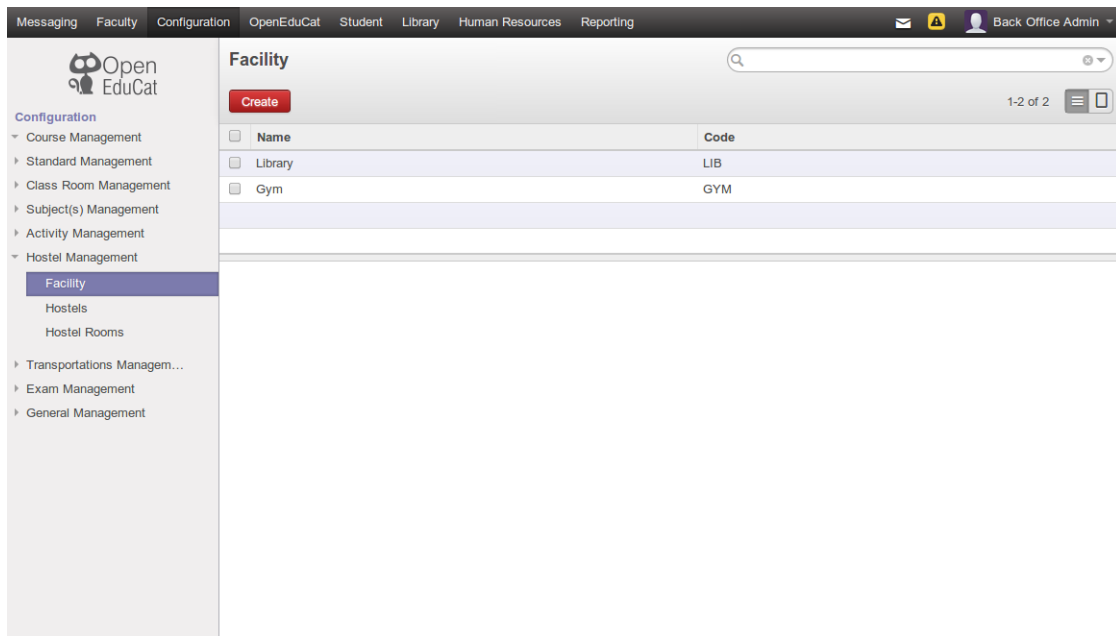 Messaging Faculty Configuration OpenEduCat Student Library Human Resources Reporting Back Office Admin
Open
EduCat
Configuration
Course Management
Standard Management
Class Room Management
Subject(s) Management
Activity Management
Hostel Management
Facility
Hostels
Hostel Rooms
Transportations Managem...
Exam Management
General Management
Facility
Create 1-2 of 2
Name Code
Library LIB
Gym GYM